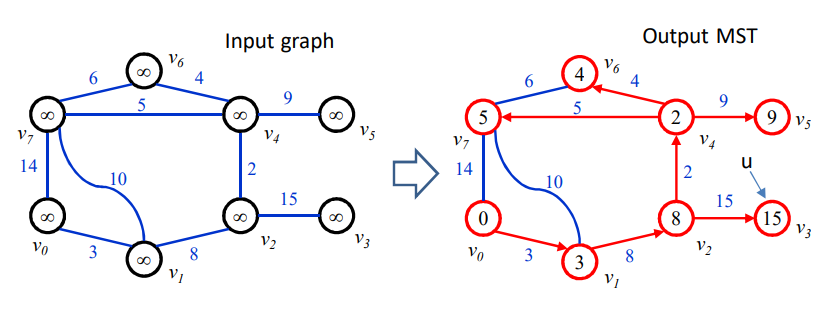 Input graph
Output MST
∞ v6
6 4
∞ 5 ∞ 9 ∞
v7 v4 v5
14 10 2
∞ 15
∞ ∞
v0 3 8 v2 v3
∞
v1
4 v6
6 4
5 5 2 9 9 v5
v7 v4
14 10 2 u
0 8 15 15 v3
v0 3 8 v2
3
v1